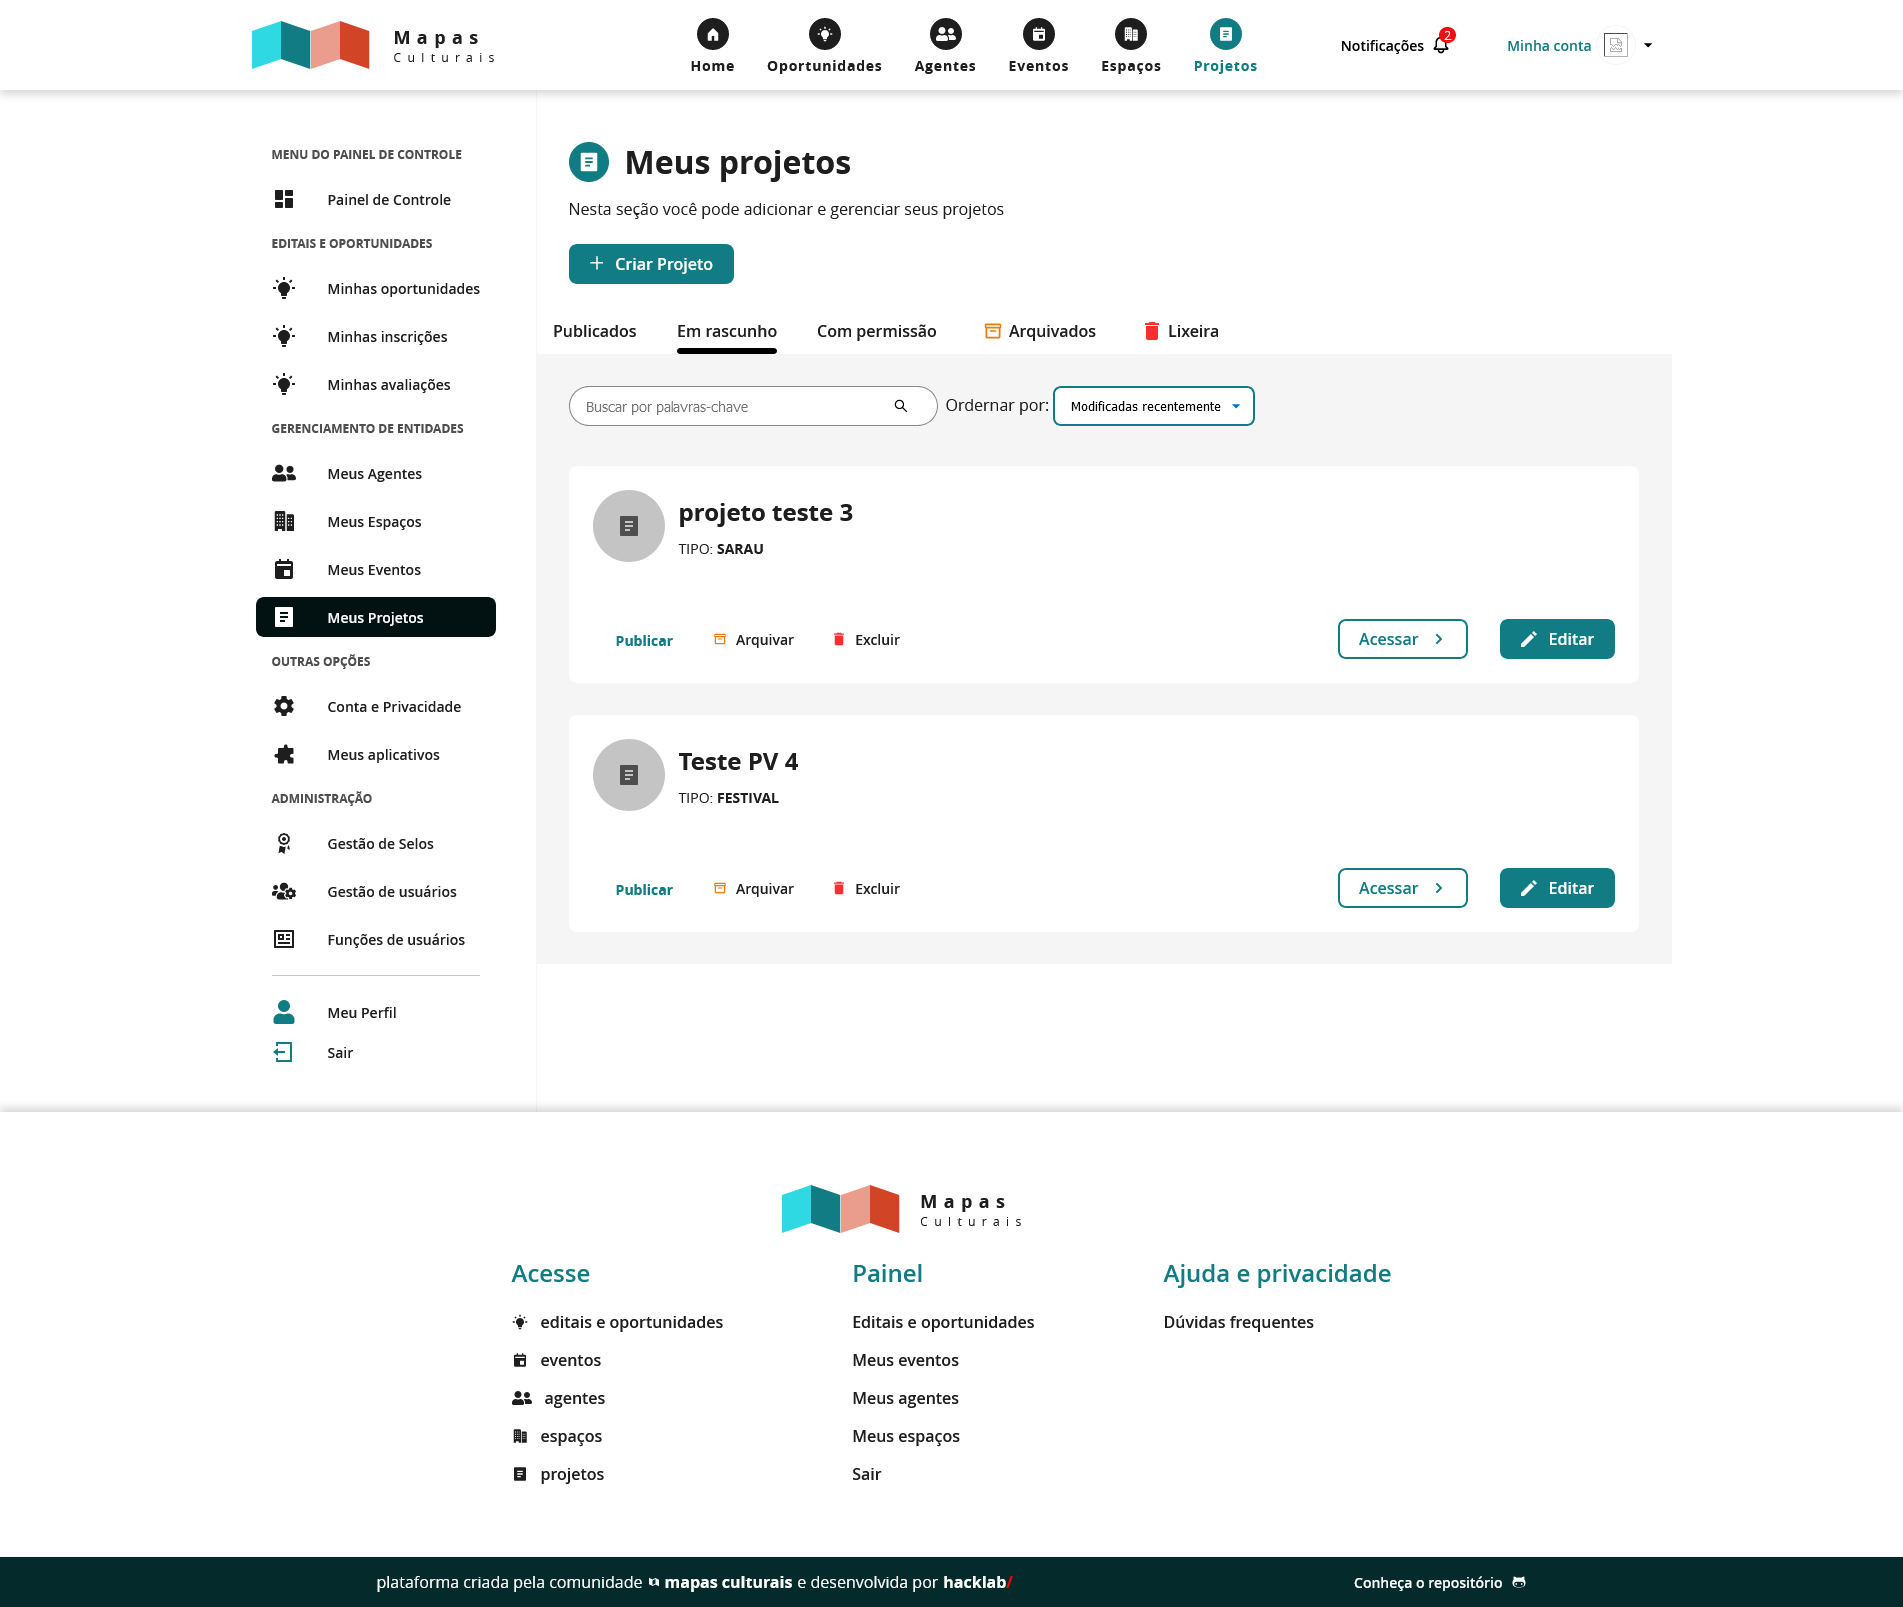 Mapas
Culturais
Home
Oportunidades
Agentes
Eventos
Espaços
Projetos
Notificações 2
Minha conta
MENU DO PAINEL DE CONTROLE
Painel de Controle
EDITAIS E OPORTUNIDADES
Minhas oportunidades
Minhas inscrições
Minhas avaliações
GERENCIAMENTO DE ENTIDADES
Meus Agentes
Meus Espaços
Meus Eventos
Meus Projetos
OUTRAS OPÇÕES
Conta e Privacidade
Meus aplicativos
ADMINISTRAÇÃO
Gestão de Selos
Gestão de usuários
Funções de usuários
Meu Perfil
Sair
Meus projetos
Nesta seção você pode adicionar e gerenciar seus projetos
Criar Projeto
Publicados
Em rascunho
Com permissão
Arquivados
Lixeira
Buscar por palavras-chave
Ordernar por:
Modificadas recentemente
projeto teste 3
TIPO: SARAU
Publicar
Arquivar
Excluir
Acessar
Editar
Teste PV 4
TIPO: FESTIVAL
Publicar
Arquivar
Excluir
Acessar
Editar
Mapas
Culturais
Acesse
editais e oportunidades
eventos
agentes
espaços
projetos
Painel
Editais e oportunidades
Meus eventos
Meus agentes
Meus espaços
Sair
Ajuda e privacidade
Dúvidas frequentes
plataforma criada pela comunidade mapas culturais e desenvolvida por hacklab/
Conheça o repositório